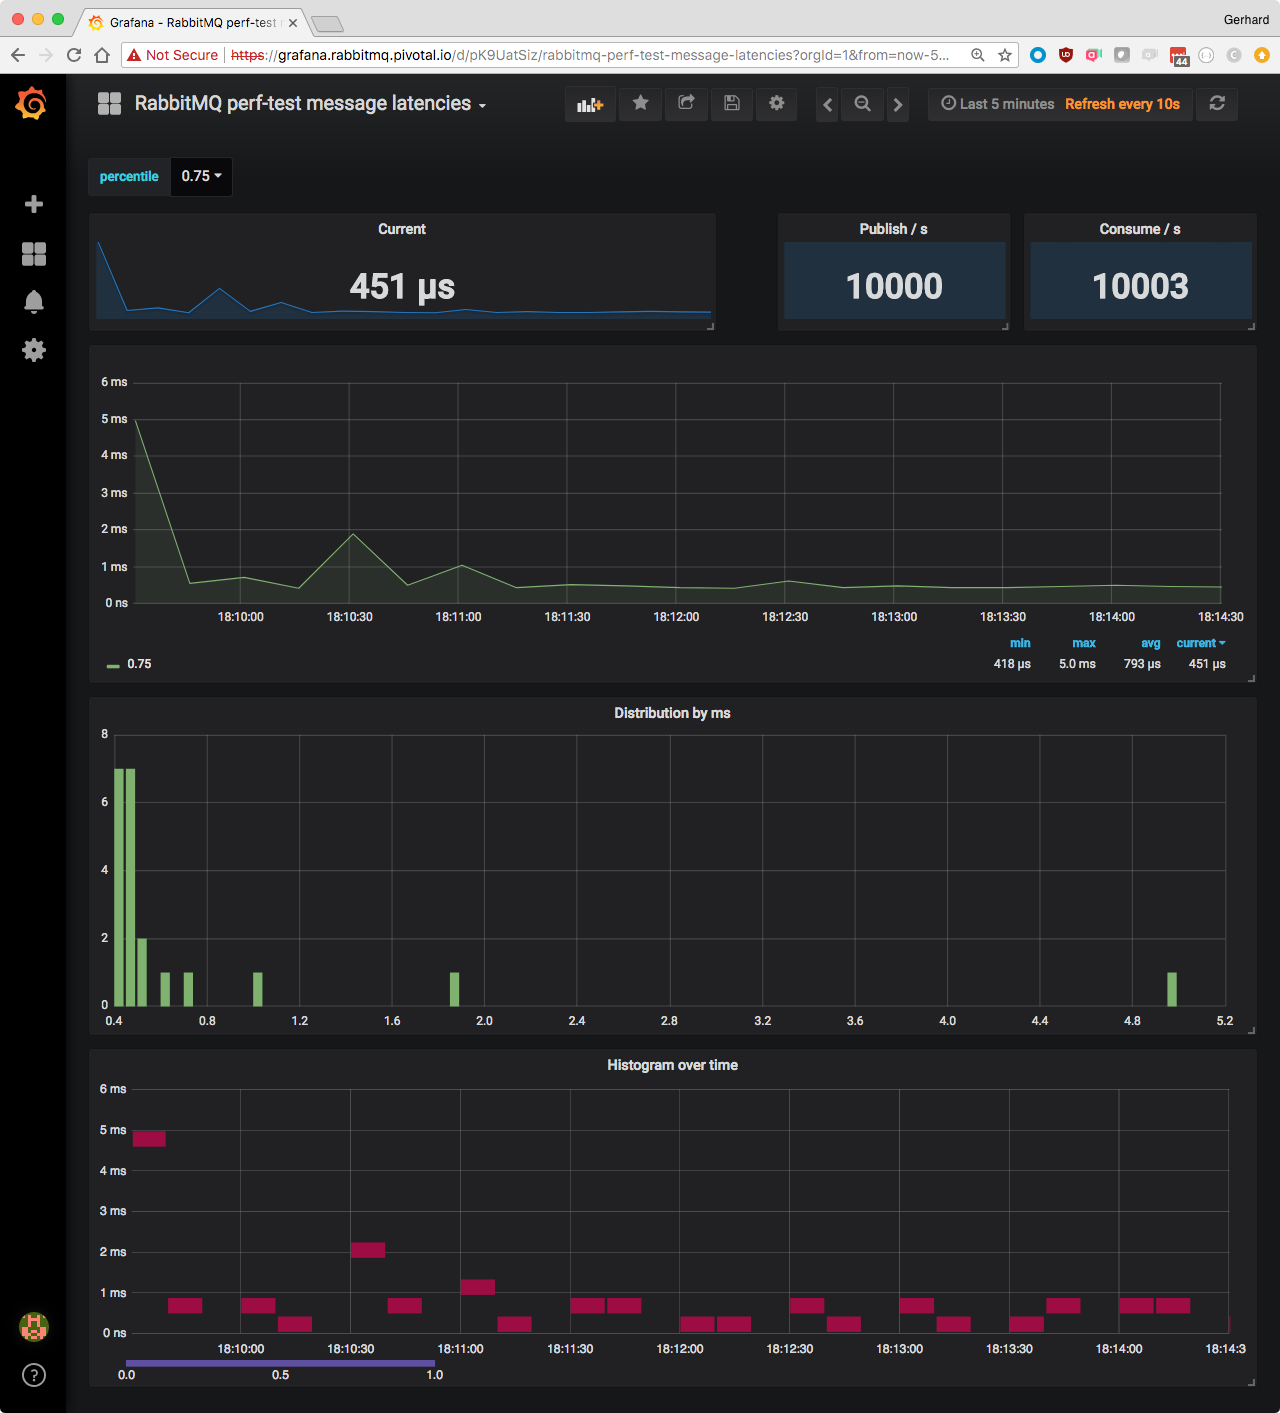 Grafana - RabbitMQ perf-test
Gerhard
Not Secure https://grafana.rabbitmq.pivotal.io/d/pK9UatSiz/rabbitmq-perf-test-message-latencies?orgId=1&from=now-5...
44
RabbitMQ perf-test message latencies
Last 5 minutes Refresh every 10s
percentile 0.75
Current
451 µs
Publish / s
10000
Consume / s
10003
6 ms
5 ms
4 ms
3 ms
2 ms
1 ms
0 ns
18:10:00 18:10:30 18:11:00 18:11:30 18:12:00 18:12:30 18:13:00 18:13:30 18:14:00 18:14:30
min max avg current
0.75 418 µs 5.0 ms 793 µs 451 µs
Distribution by ms
8
6
4
2
0
0.4 0.8 1.2 1.6 2.0 2.4 2.8 3.2 3.6 4.0 4.4 4.8 5.2
Histogram over time
6 ms
5 ms
4 ms
3 ms
2 ms
1 ms
0 ns
18:10:00 18:10:30 18:11:00 18:11:30 18:12:00 18:12:30 18:13:00 18:13:30 18:14:00 18:14:3
0.0 0.5 1.0